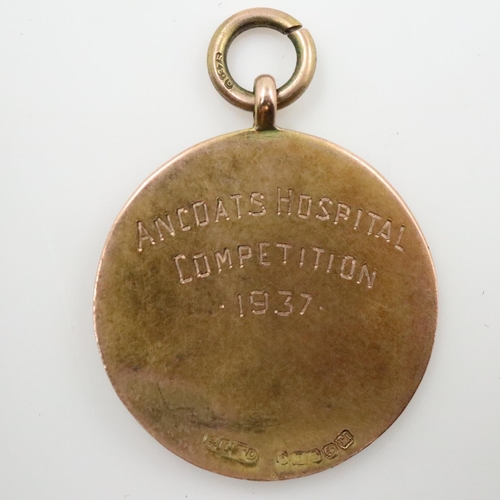 ANCOATS HOSPITAL
COMPETITION
· 1937 ·